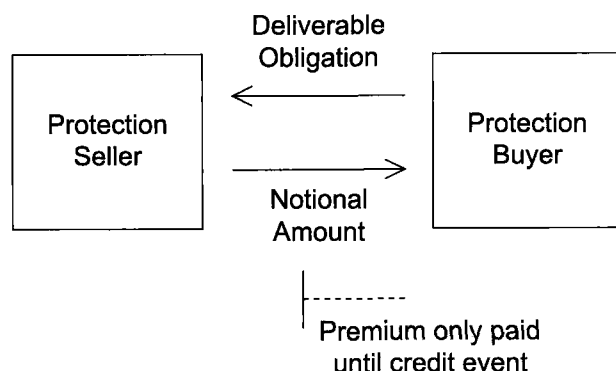 Deliverable
Obligation
Protection
Seller
Protection
Buyer
Notional
Amount
Premium only paid
until credit event